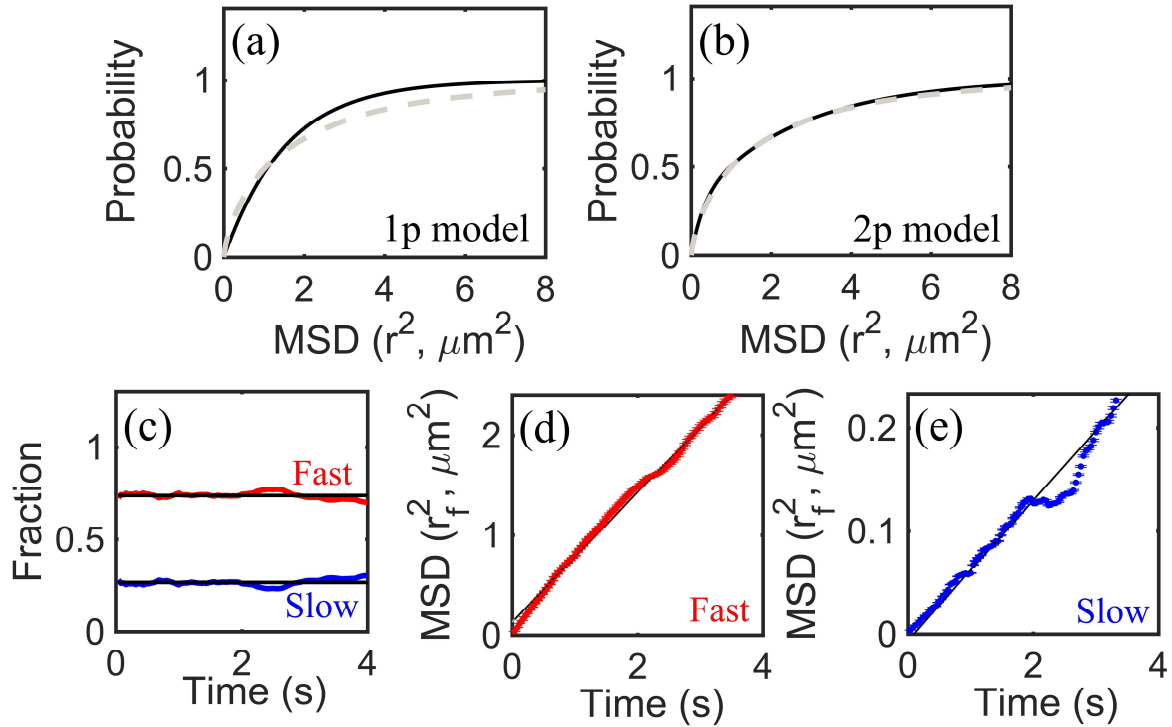 (a)
Probability
1
0.5
0
0 2 4 6 8
1p model
MSD (r², μm²)
(b)
Probability
1
0.5
0
0 2 4 6 8
2p model
MSD (r², μm²)
(c)
Fraction
1
0.5
0
Fast
Slow
0 2 4
Time (s)
(d)
MSD (r_f², μm²)
2
1
0
Fast
0 2 4
Time (s)
(e)
MSD (r_f², μm²)
0.2
0.1
0
Slow
0 2 4
Time (s)